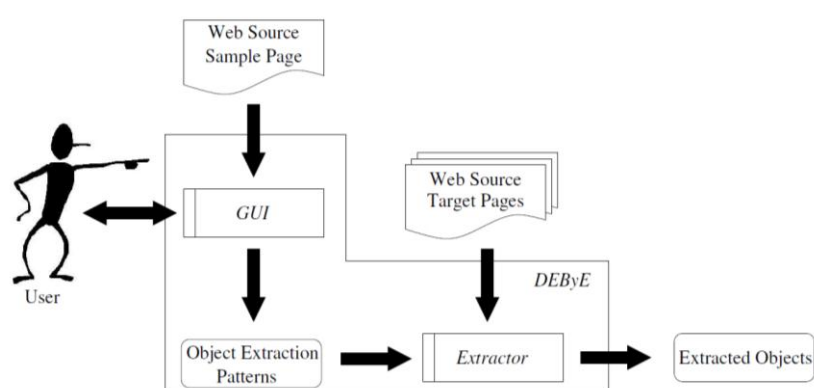 Web Source
Sample Page
GUI
Web Source
Target Pages
User
DEByE
Object Extraction
Patterns
Extractor
Extracted Objects